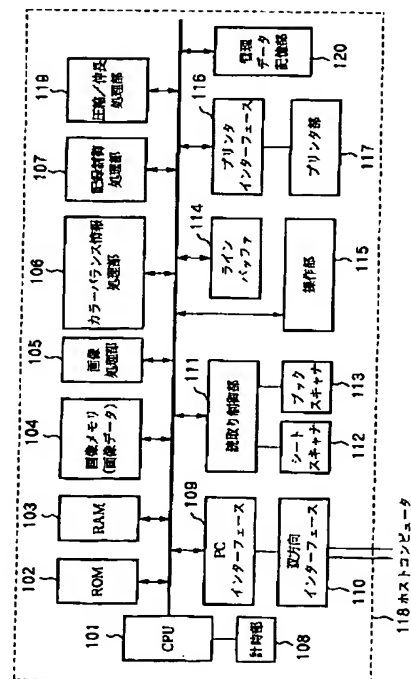 101
CPU
計時部
108
102
ROM
103
RAM
104
画像メモリ
(画像データ)
105
画像
処理部
106
カラーバランス情報
処理部
107
記録制御
処理部
119
圧縮/伸長
処理部
109
PC
インターフェース
双方向
インターフェース
110
118 ホストコンピュータ
111
読取り制御部
シート
スキャナ
112
ブック
スキャナ
113
114
ライン
バッファ
操作部
115
116
プリンタ
インターフェース
プリンタ部
117
管理
データ
記憶部
120